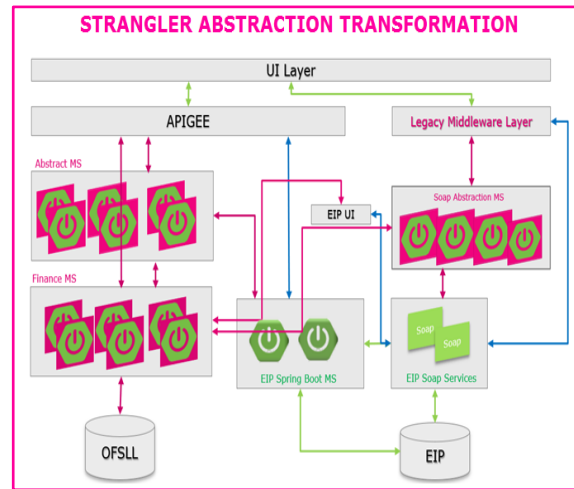 STRANGLER ABSTRACTION TRANSFORMATION
UI Layer
APIGEE
Legacy Middleware Layer
Abstract MS
Soap Abstraction MS
EIP UI
Finance MS
Soap
Soap
EIP Spring Boot MS
EIP Soap Services
OFSLL
EIP